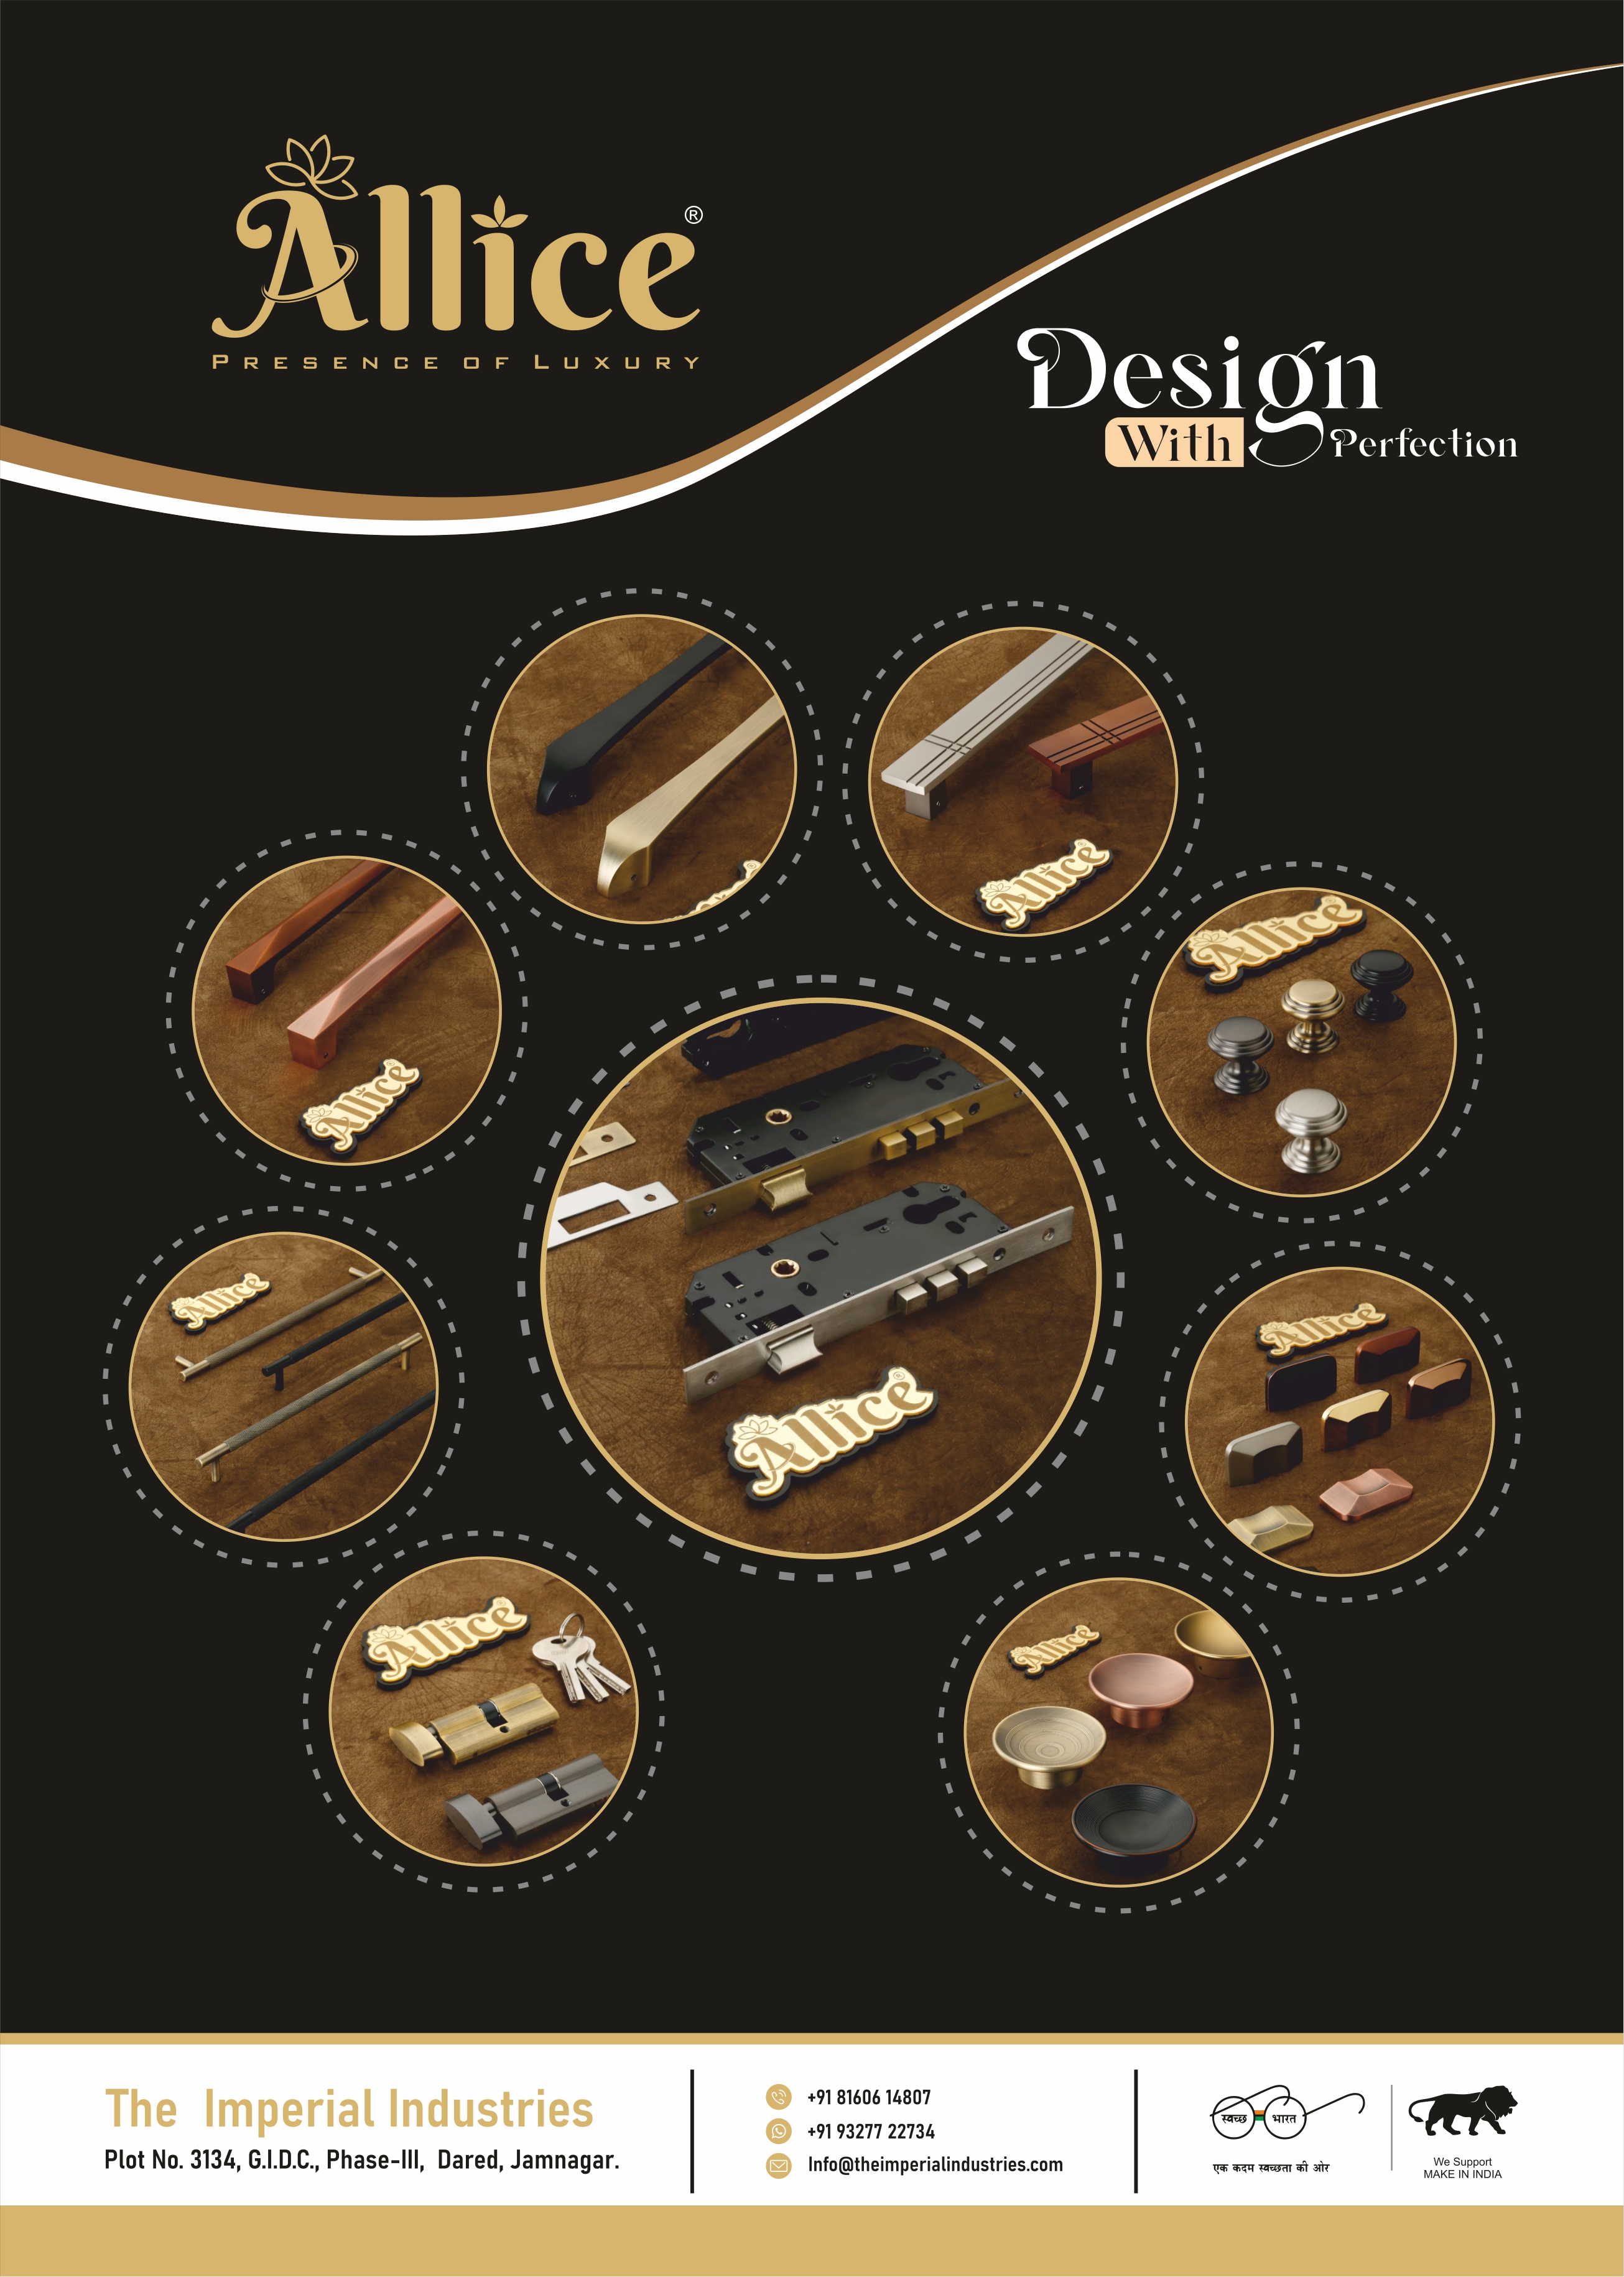 Allice®
PRESENCE OF LUXURY
Design
With Perfection
Allice
Allice
Allice
Allice
Allice
Allice
Allice®
Allice
Allice
The Imperial Industries
Plot No. 3134, G.I.D.C., Phase-III, Dared, Jamnagar.
+91 81606 14807
+91 93277 22734
Info@theimperialindustries.com
स्वच्छ भारत
एक कदम स्वच्छता की ओर
We Support
MAKE IN INDIA